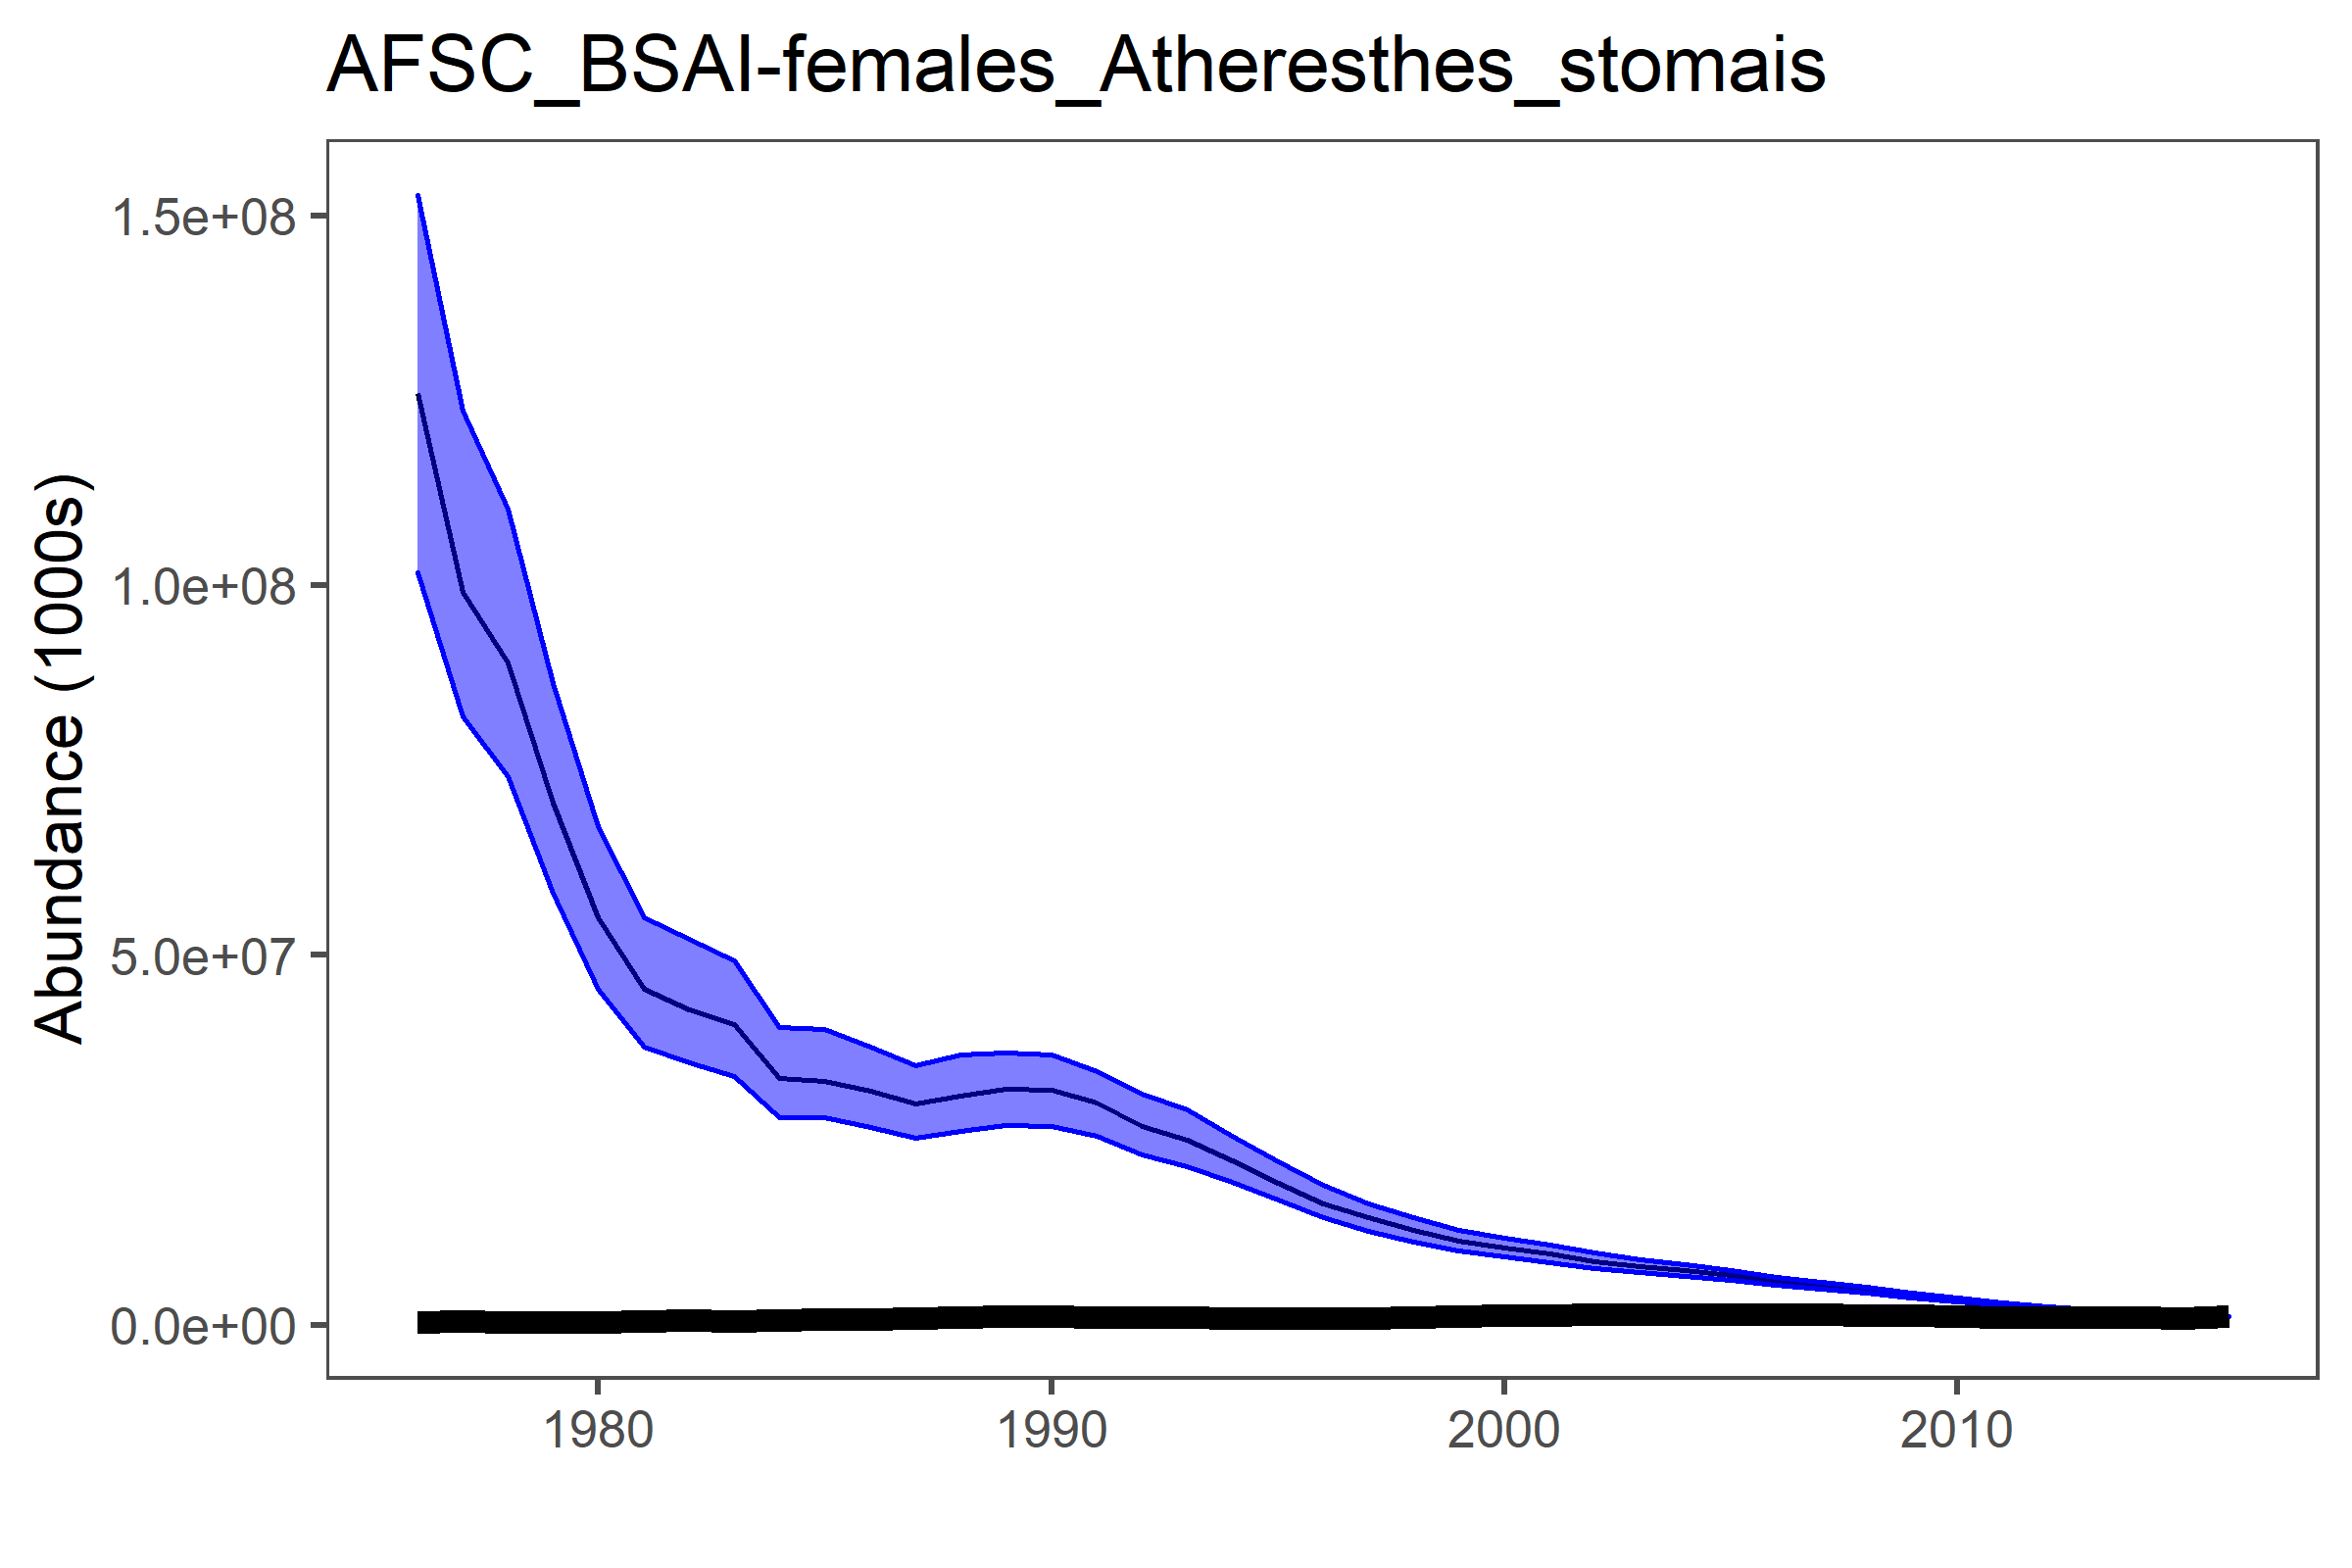 AFSC_BSAI-females_Atheresthes_stomais
Abundance (1000s)
1.5e+08
1.0e+08
5.0e+07
0.0e+00
1980
1990
2000
2010